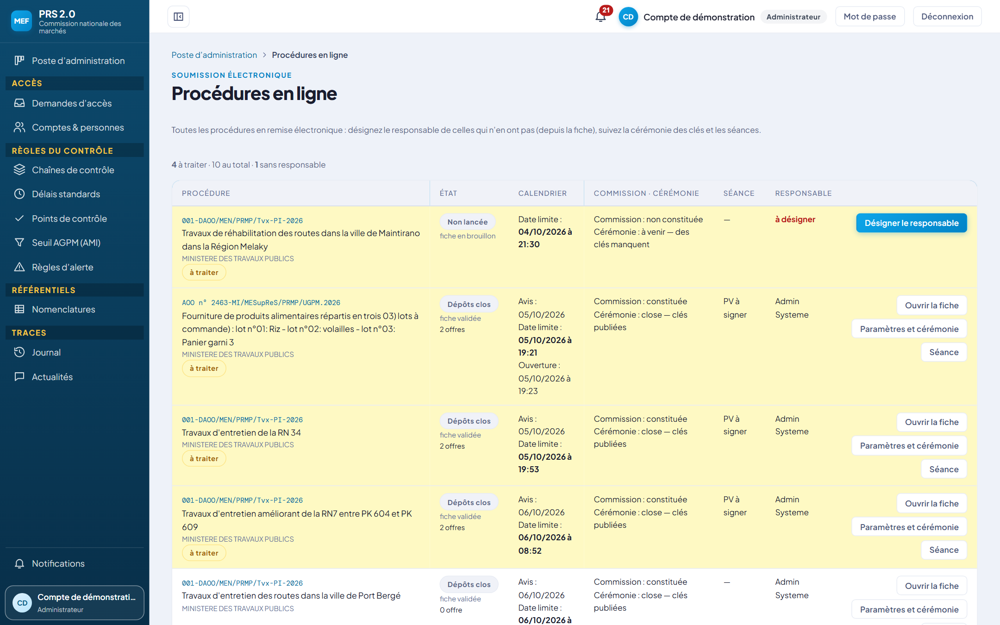 MEF
PRS 2.0
Commission nationale des
marchés
Poste d’administration
ACCÈS
Demandes d’accès
Comptes & personnes
RÈGLES DU CONTRÔLE
Chaînes de contrôle
Délais standards
Points de contrôle
Seuil AGPM (AMI)
Règles d’alerte
RÉFÉRENTIELS
Nomenclatures
TRACES
Journal
Actualités
Notifications
CD
Compte de démonstrati...
Administrateur
21
CD
Compte de démonstration
Administrateur
Mot de passe
Déconnexion
Poste d’administration > Procédures en ligne
SOUMISSION ÉLECTRONIQUE
Procédures en ligne
Toutes les procédures en remise électronique : désignez le responsable de celles qui n’en ont pas (depuis la fiche), suivez la cérémonie des clés et les séances.
4 à traiter · 10 au total · 1 sans responsable
PROCÉDURE
ÉTAT
CALENDRIER
COMMISSION · CÉRÉMONIE
SÉANCE
RESPONSABLE
001-DAOO/MEN/PRMP/Tvx-PI-2026
Travaux de réhabilitation des routes dans la ville de Maintirano
dans la Région Melaky
MINISTERE DES TRAVAUX PUBLICS
à traiter
Non lancée
fiche en brouillon
Date limite :
04/10/2026 à
21:30
Commission : non constituée
Cérémonie : à venir — des
clés manquent
—
à désigner
Désigner le responsable
AOO n° 2463-MI/MESupReS/PRMP/UGPM.2026
Fourniture de produits alimentaires répartis en trois 03) lots à
commande) : lot n°01: Riz - lot n°02: volailles - lot n°03:
Panier garni 3
MINISTERE DES TRAVAUX PUBLICS
à traiter
Dépôts clos
fiche validée
2 offres
Avis :
05/10/2026
Date limite :
05/10/2026 à
19:21
Ouverture :
05/10/2026 à
19:23
Commission : constituée
Cérémonie : close — clés
publiées
PV à
signer
Admin
Systeme
Ouvrir la fiche
Paramètres et cérémonie
Séance
001-DAOO/MEN/PRMP/Tvx-PI-2026
Travaux d'entretien de la RN 34
MINISTERE DES TRAVAUX PUBLICS
à traiter
Dépôts clos
fiche validée
2 offres
Avis :
05/10/2026
Date limite :
05/10/2026 à
19:53
Commission : constituée
Cérémonie : close — clés
publiées
PV à
signer
Admin
Systeme
Ouvrir la fiche
Paramètres et cérémonie
Séance
001-DAOO/MEN/PRMP/Tvx-PI-2026
Travaux d'entretien améliorant de la RN7 entre PK 604 et PK
609
MINISTERE DES TRAVAUX PUBLICS
à traiter
Dépôts clos
fiche validée
2 offres
Avis :
06/10/2026
Date limite :
06/10/2026 à
08:52
Commission : constituée
Cérémonie : close — clés
publiées
PV à
signer
Admin
Systeme
Ouvrir la fiche
Paramètres et cérémonie
Séance
001-DAOO/MEN/PRMP/Tvx-PI-2026
Travaux d'entretien des routes dans la ville de Port Bergé
MINISTERE DES TRAVAUX PUBLICS
Dépôts clos
fiche validée
0 offre
Avis :
06/10/2026
Date limite :
06/10/2026 à
Commission : constituée
Cérémonie : close — clés
publiées
—
Admin
Systeme
Ouvrir la fiche
Paramètres et cérémonie